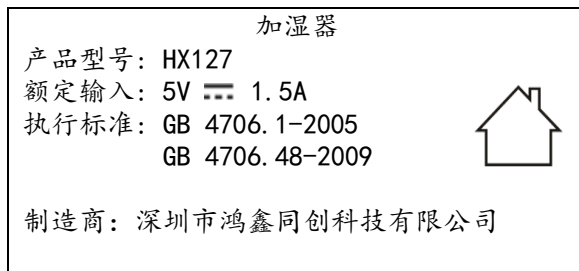 加湿器
产品型号：HX127
额定输入：5V ⎓ 1.5A
执行标准：GB 4706.1-2005
GB 4706.48-2009
制造商：深圳市鸿鑫同创科技有限公司